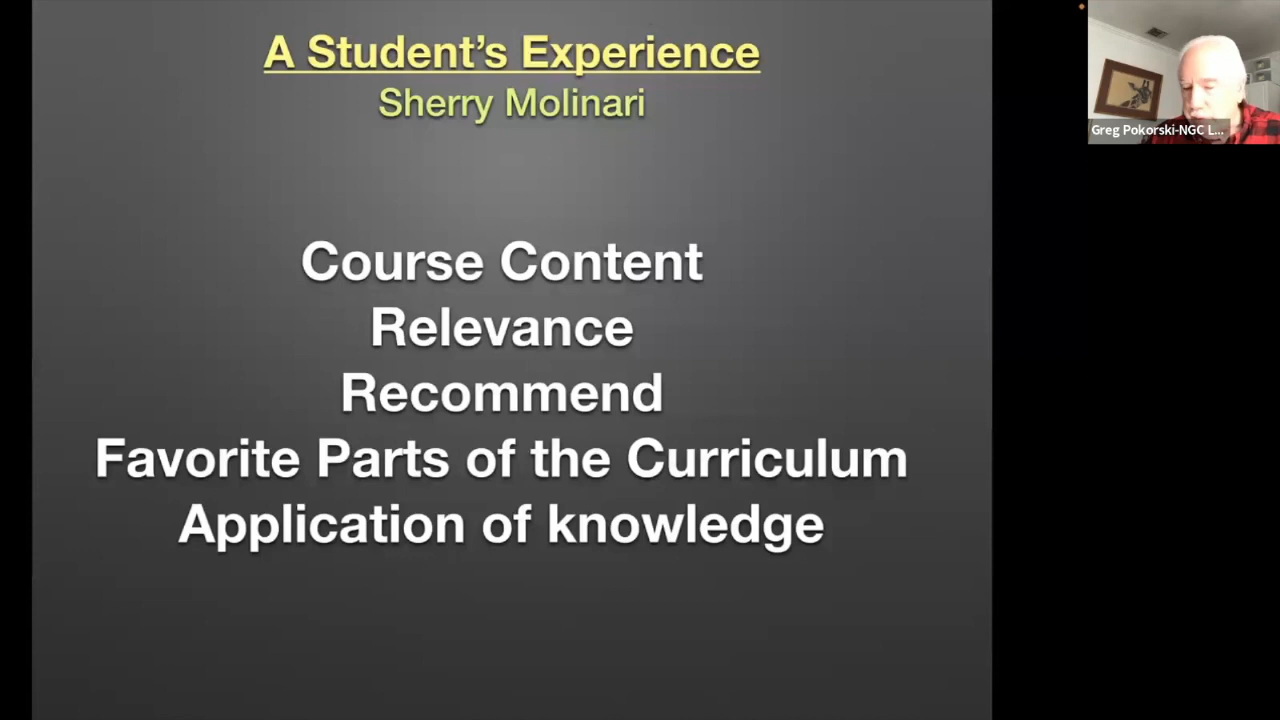 A Student's Experience
Sherry Molinari
Course Content
Relevance
Recommend
Favorite Parts of the Curriculum
Application of knowledge
Greg Pokorski-NGC L...